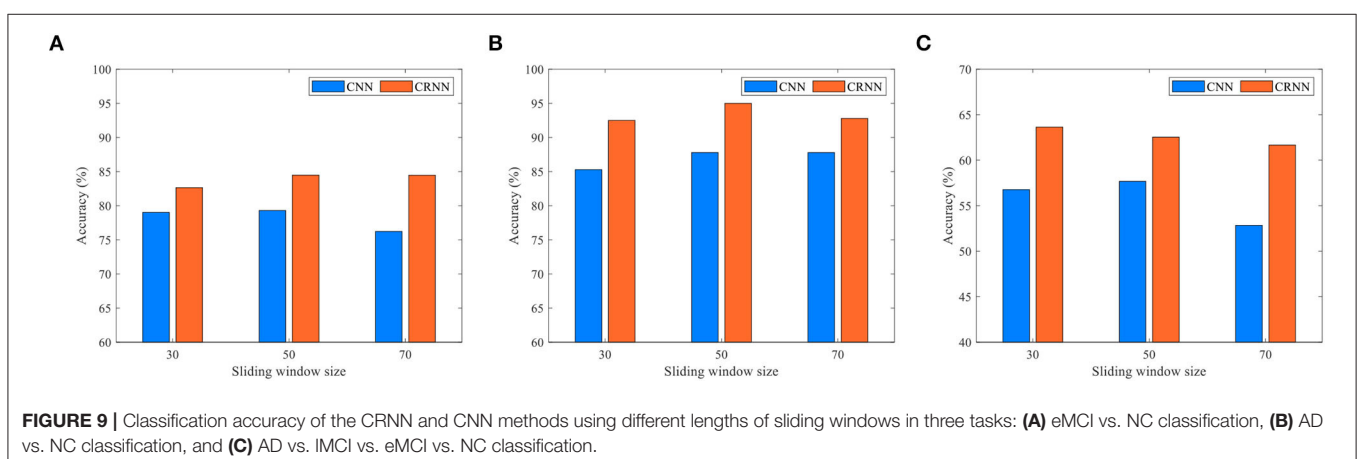 A
B
C
100
95
90
85
80
75
70
65
60
Accuracy (%)
CNN
CRNN
30
50
70
Sliding window size
100
95
90
85
80
75
70
65
60
Accuracy (%)
CNN
CRNN
30
50
70
Sliding window size
70
65
60
55
50
45
40
Accuracy (%)
CNN
CRNN
30
50
70
Sliding window size
FIGURE 9 | Classification accuracy of the CRNN and CNN methods using different lengths of sliding windows in three tasks: (A) eMCI vs. NC classification, (B) AD
vs. NC classification, and (C) AD vs. lMCI vs. eMCI vs. NC classification.